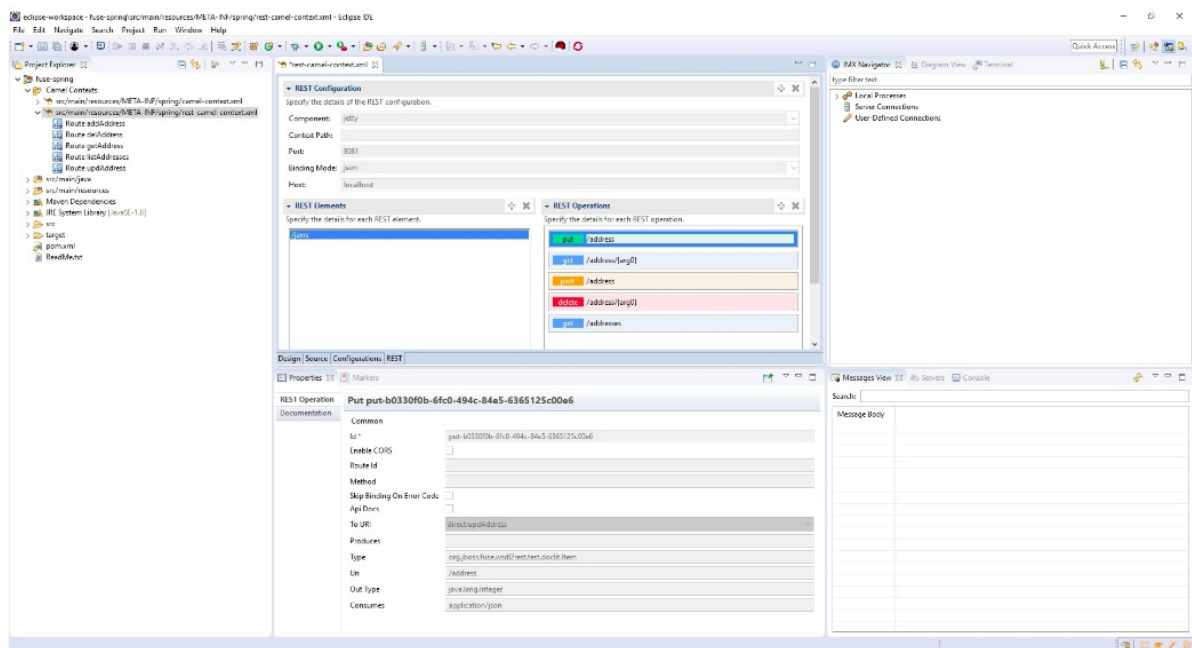 eclipse-workspace - fuse-spring\src/main/resources/META-INF/spring/rest-camel-context.xml - Eclipse IDE
File Edit Navigate Search Project Run Window Help
Quick Access
Project Explorer
fuse-spring
Camel Contexts
src/main/resources/META-INF/spring/camel-context.xml
src/main/resources/META-INF/spring/rest-camel-context.xml
Route addAddress
Route delAddress
Route getAddress
Route listAddresses
Route updAddress
src/main/java
src/main/resources
Maven Dependencies
JRE System Library [JavaSE-1.8]
src
target
pom.xml
ReadMe.txt
*rest-camel-context.xml
REST Configuration
Specify the details of the REST configuration.
Component: jetty
Context Path:
Port: 8081
Binding Mode: json
Host: localhost
REST Elements
Specify the details for each REST element.
/jaxrs
REST Operations
Specify the details for each REST operation.
put /address
get /address/{arg0}
post /address
delete /address/{arg0}
get /addresses
Design Source Configurations REST
Properties Markers
REST Operation
Documentation
Put put-b0330f0b-6fc0-494c-84e5-6365125c00e6
Common
Id * put-b0330f0b-6fc0-494c-84e5-6365125c00e6
Enable CORS
Route Id
Method
Skip Binding On Error Code
Api Docs
To URI direct:updAddress
Produces
Type org.jboss.fuse.wsdl2rest.test.doclit.Item
Uri /address
Out Type java.lang.Integer
Consumes application/json
JMX Navigator Diagram View Terminal
type filter text
Local Processes
Server Connections
User-Defined Connections
Messages View Servers Console
Search:
Message Body